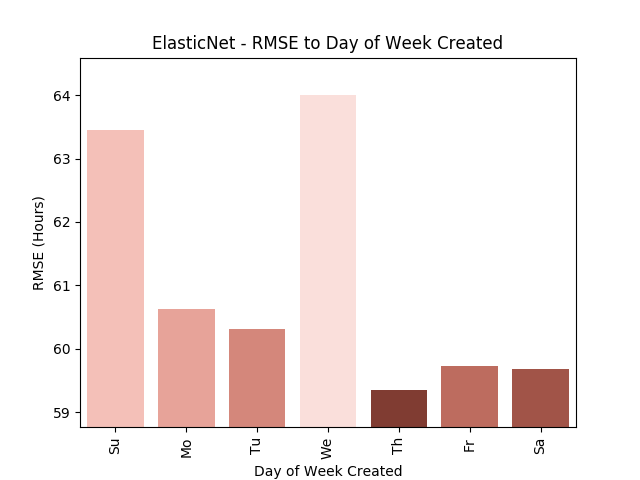 ElasticNet - RMSE to Day of Week Created
RMSE (Hours)
64
63
62
61
60
59
Su
Mo
Tu
We
Th
Fr
Sa
Day of Week Created